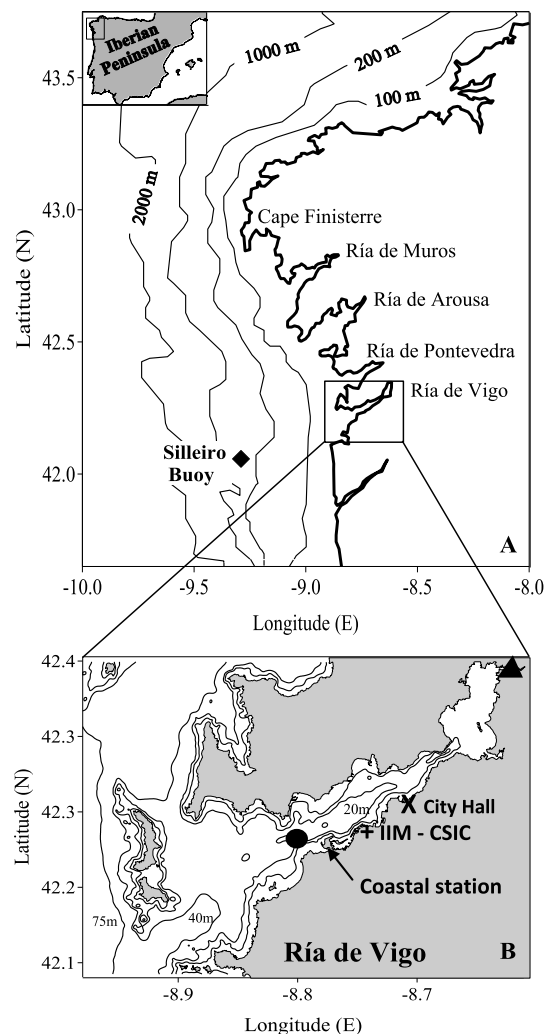 Iberian
Peninsula
1000 m
200 m
100 m
2000 m
43.5
43.0
42.5
42.0
Latitude (N)
Cape Finisterre
Ría de Muros
Ría de Arousa
Ría de Pontevedra
Ría de Vigo
Silleiro
Buoy
A
-10.0 -9.5 -9.0 -8.5 -8.0
Longitude (E)
42.4
42.3
42.3
42.2
42.1
Latitude (N)
20m
X City Hall
+ IIM - CSIC
Coastal station
75m
40m
Ría de Vigo
B
-8.9 -8.8 -8.7
Longitude (E)